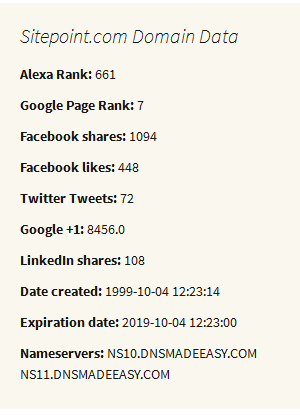 Sitepoint.com Domain Data
Alexa Rank: 661
Google Page Rank: 7
Facebook shares: 1094
Facebook likes: 448
Twitter Tweets: 72
Google +1: 8456.0
LinkedIn shares: 108
Date created: 1999-10-04 12:23:14
Expiration date: 2019-10-04 12:23:00
Nameservers: NS10.DNSMADEEASY.COM
NS11.DNSMADEEASY.COM